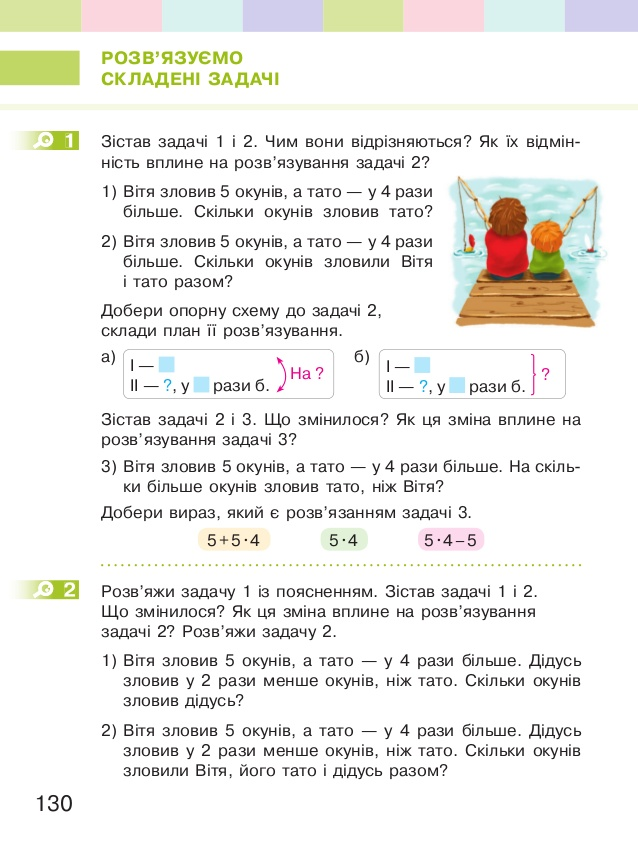 РОЗВ’ЯЗУЄМО
СКЛАДЕНІ ЗАДАЧІ
1
Зістав задачі 1 і 2. Чим вони відрізняються? Як їх відмін-
ність вплине на розв’язування задачі 2?
1) Вітя зловив 5 окунів, а тато — у 4 рази
більше. Скільки окунів зловив тато?
2) Вітя зловив 5 окунів, а тато — у 4 рази
більше. Скільки окунів зловили Вітя
і тато разом?
Добери опорну схему до задачі 2,
склади план її розв’язування.
а)
І —
ІІ — ?, у рази б.
На ?
б)
І —
ІІ — ?, у рази б.
?
Зістав задачі 2 і 3. Що змінилося? Як ця зміна вплине на
розв’язування задачі 3?
3) Вітя зловив 5 окунів, а тато — у 4 рази більше. На скіль-
ки більше окунів зловив тато, ніж Вітя?
Добери вираз, який є розв’язанням задачі 3.
5+5·4 5·4 5·4–5
2
Розв’яжи задачу 1 із поясненням. Зістав задачі 1 і 2.
Що змінилося? Як ця зміна вплине на розв’язування
задачі 2? Розв’яжи задачу 2.
1) Вітя зловив 5 окунів, а тато — у 4 рази більше. Дідусь
зловив у 2 рази менше окунів, ніж тато. Скільки окунів
зловив дідусь?
2) Вітя зловив 5 окунів, а тато — у 4 рази більше. Дідусь
зловив у 2 рази менше окунів, ніж тато. Скільки окунів
зловили Вітя, його тато і дідусь разом?
130